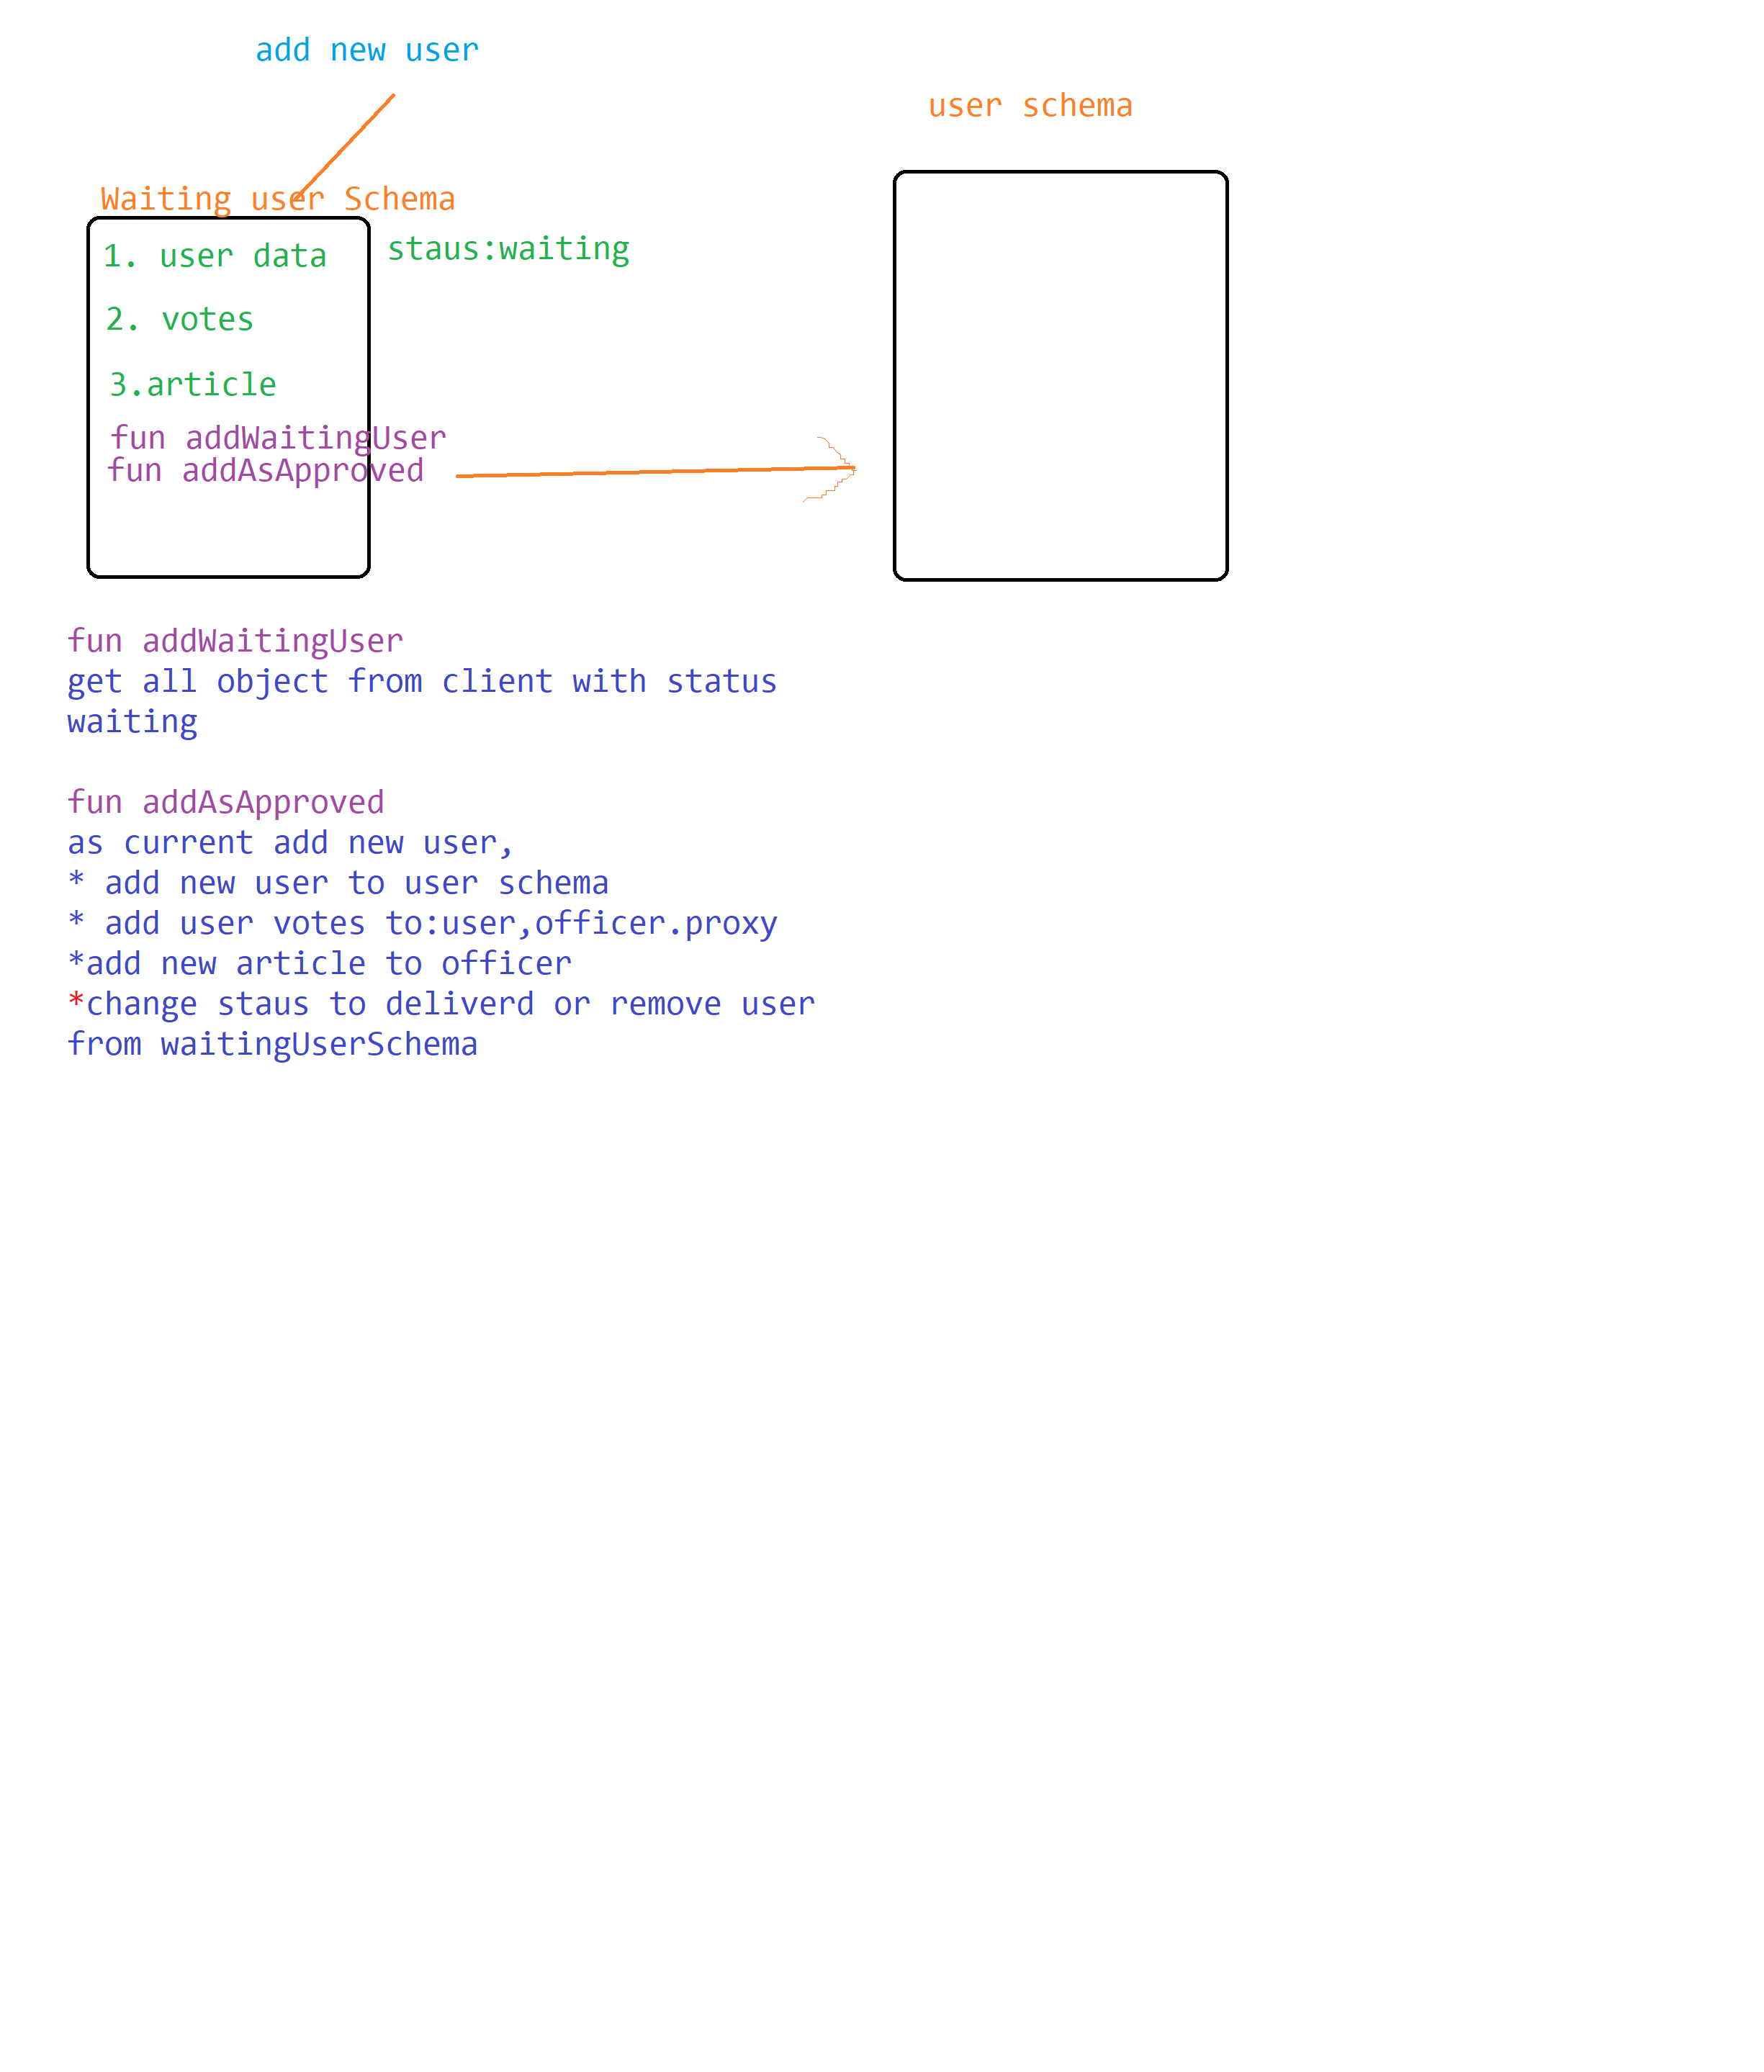 add new user
user schema
Waiting user Schema
1. user data
staus:waiting
2. votes
3.article
fun addWaitingUser
fun addAsApproved
fun addWaitingUser
get all object from client with status
waiting
fun addAsApproved
as current add new user,
* add new user to user schema
* add user votes to:user,officer.proxy
*add new article to officer
*change staus to deliverd or remove user
from waitingUserSchema